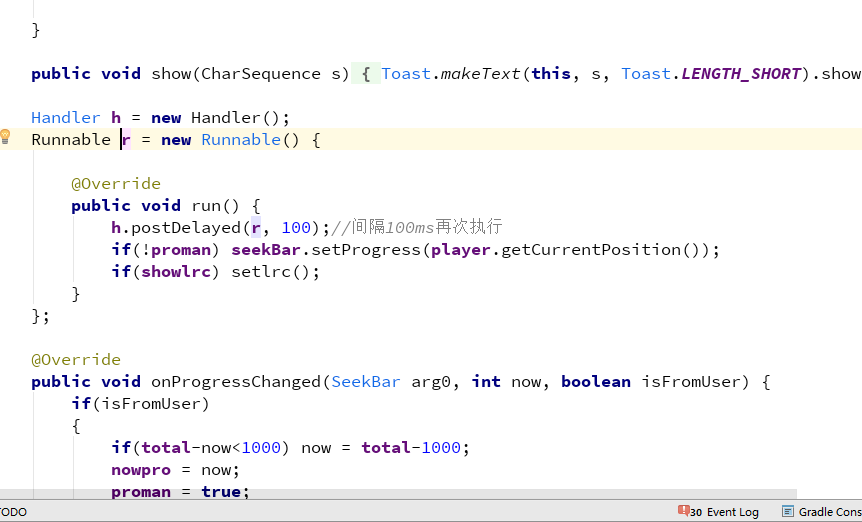 }
public void show(CharSequence s) { Toast.makeText(this, s, Toast.LENGTH_SHORT).show
Handler h = new Handler();
Runnable r = new Runnable() {
@Override
public void run() {
h.postDelayed(r, 100);//间隔100ms再次执行
if(!proman) seekBar.setProgress(player.getCurrentPosition());
if(showlrc) setlrc();
}
};
@Override
public void onProgressChanged(SeekBar arg0, int now, boolean isFromUser) {
if(isFromUser)
{
if(total-now<1000) now = total-1000;
nowpro = now;
proman = true;
TODO 30 Event Log Gradle Cons